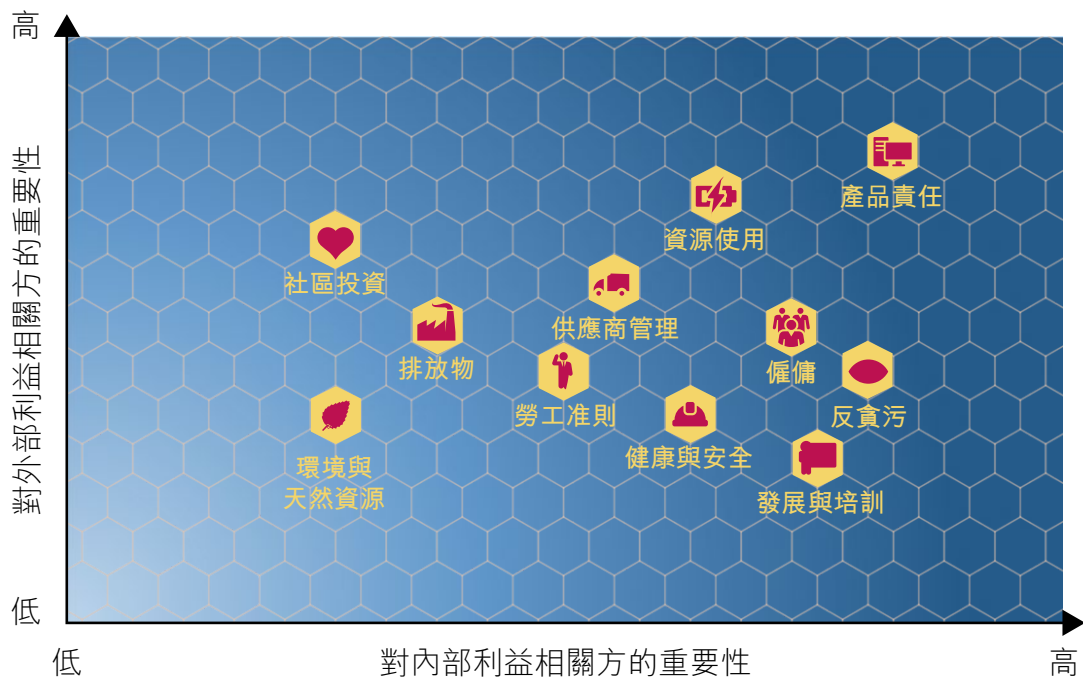 高
對外部利益相關方的重要性
產品責任
資源使用
社區投資
供應商管理
排放物
僱傭
勞工准則
反貪污
健康與安全
環境與
天然資源
發展與培訓
低
低
對內部利益相關方的重要性
高